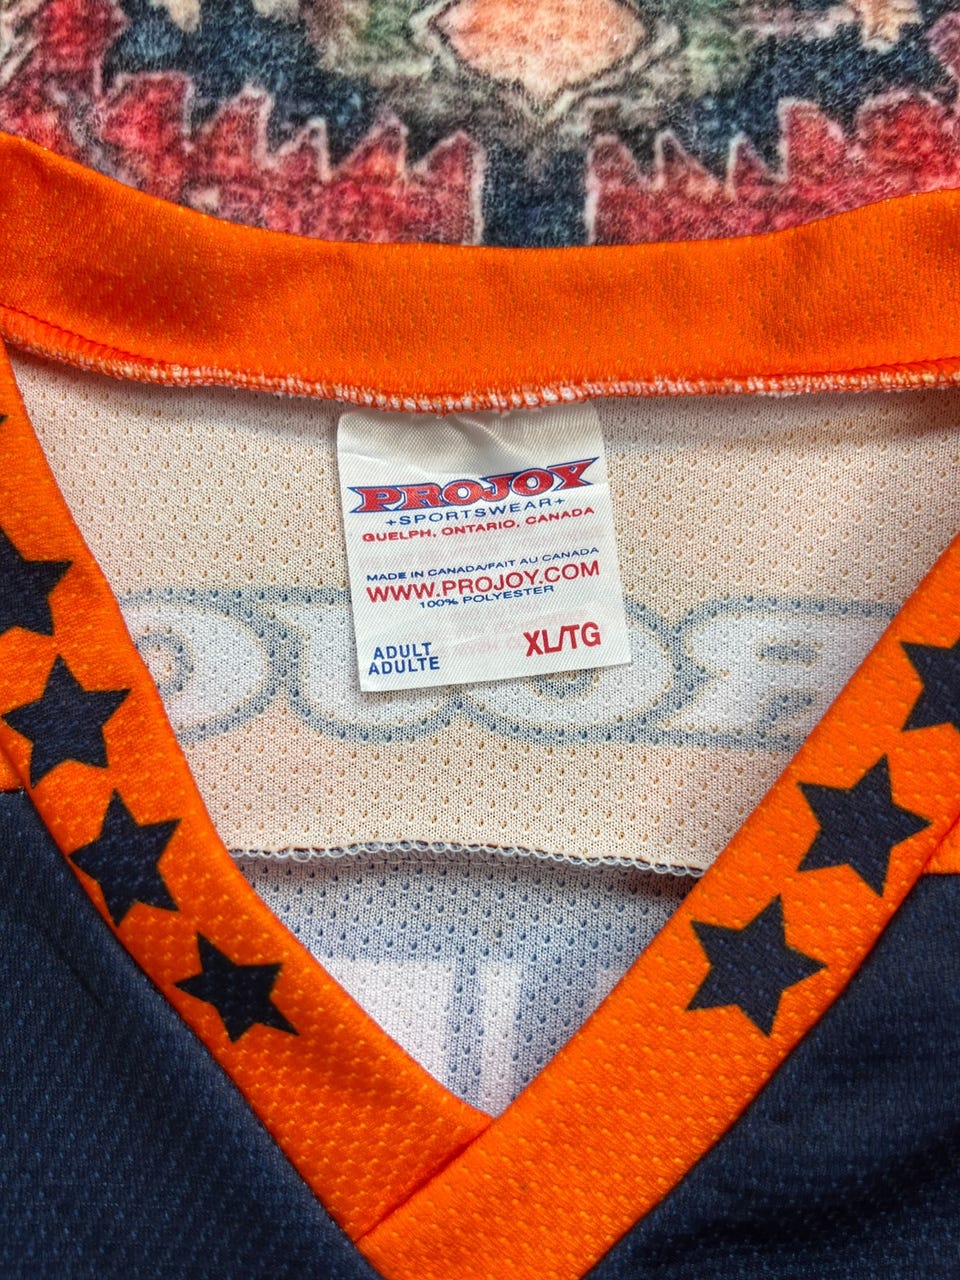 PROJOY
+SPORTSWEAR+
GUELPH, ONTARIO, CANADA
MADE IN CANADA/FAIT AU CANADA
WWW.PROJOY.COM
100% POLYESTER
ADULT
ADULTE
XL/TG